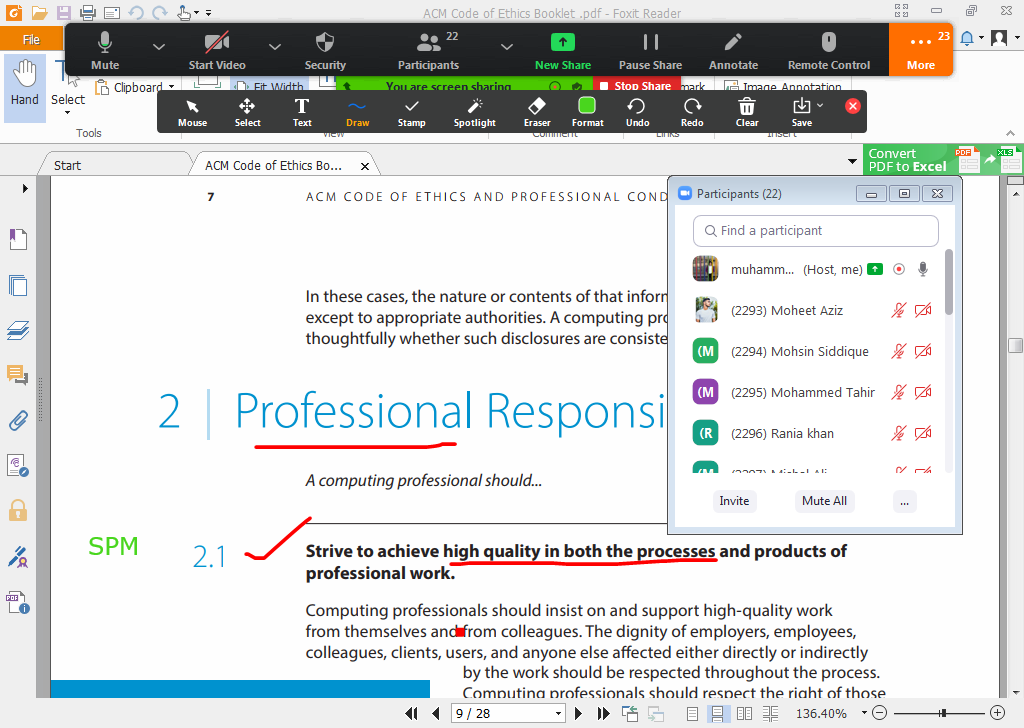 ACM Code of Ethics Booklet .pdf - Foxit Reader
File
22
23
Mute
Start Video
Security
Participants
New Share
Pause Share
Annotate
Remote Control
More
Hand
Select
Clipboard
Fit Width
You are screen sharing
Stop Share
mark
Image Annotation
Mouse
Select
Text
Draw
Stamp
Spotlight
Eraser
Format
Undo
Redo
Clear
Save
Tools
View
Comment
Links
Insert
Start
ACM Code of Ethics Bo...
Convert
PDF to Excel
PDF
XLS
7
ACM CODE OF ETHICS AND PROFESSIONAL COND
Participants (22)
Find a participant
muhamm... (Host, me)
(2293) Moheet Aziz
(M (2294) Mohsin Siddique
(M (2295) Mohammed Tahir
(R (2296) Rania khan
Invite
Mute All
...
In these cases, the nature or contents of that inforn
except to appropriate authorities. A computing pro
thoughtfully whether such disclosures are consiste
2 Professional Responsi
A computing professional should...
SPM
2.1
Strive to achieve high quality in both the processes and products of
professional work.
Computing professionals should insist on and support high-quality work
from themselves and from colleagues. The dignity of employers, employees,
colleagues, clients, users, and anyone else affected either directly or indirectly
by the work should be respected throughout the process.
Computing professionals should respect the right of those
PDF
9 / 28
136.40%